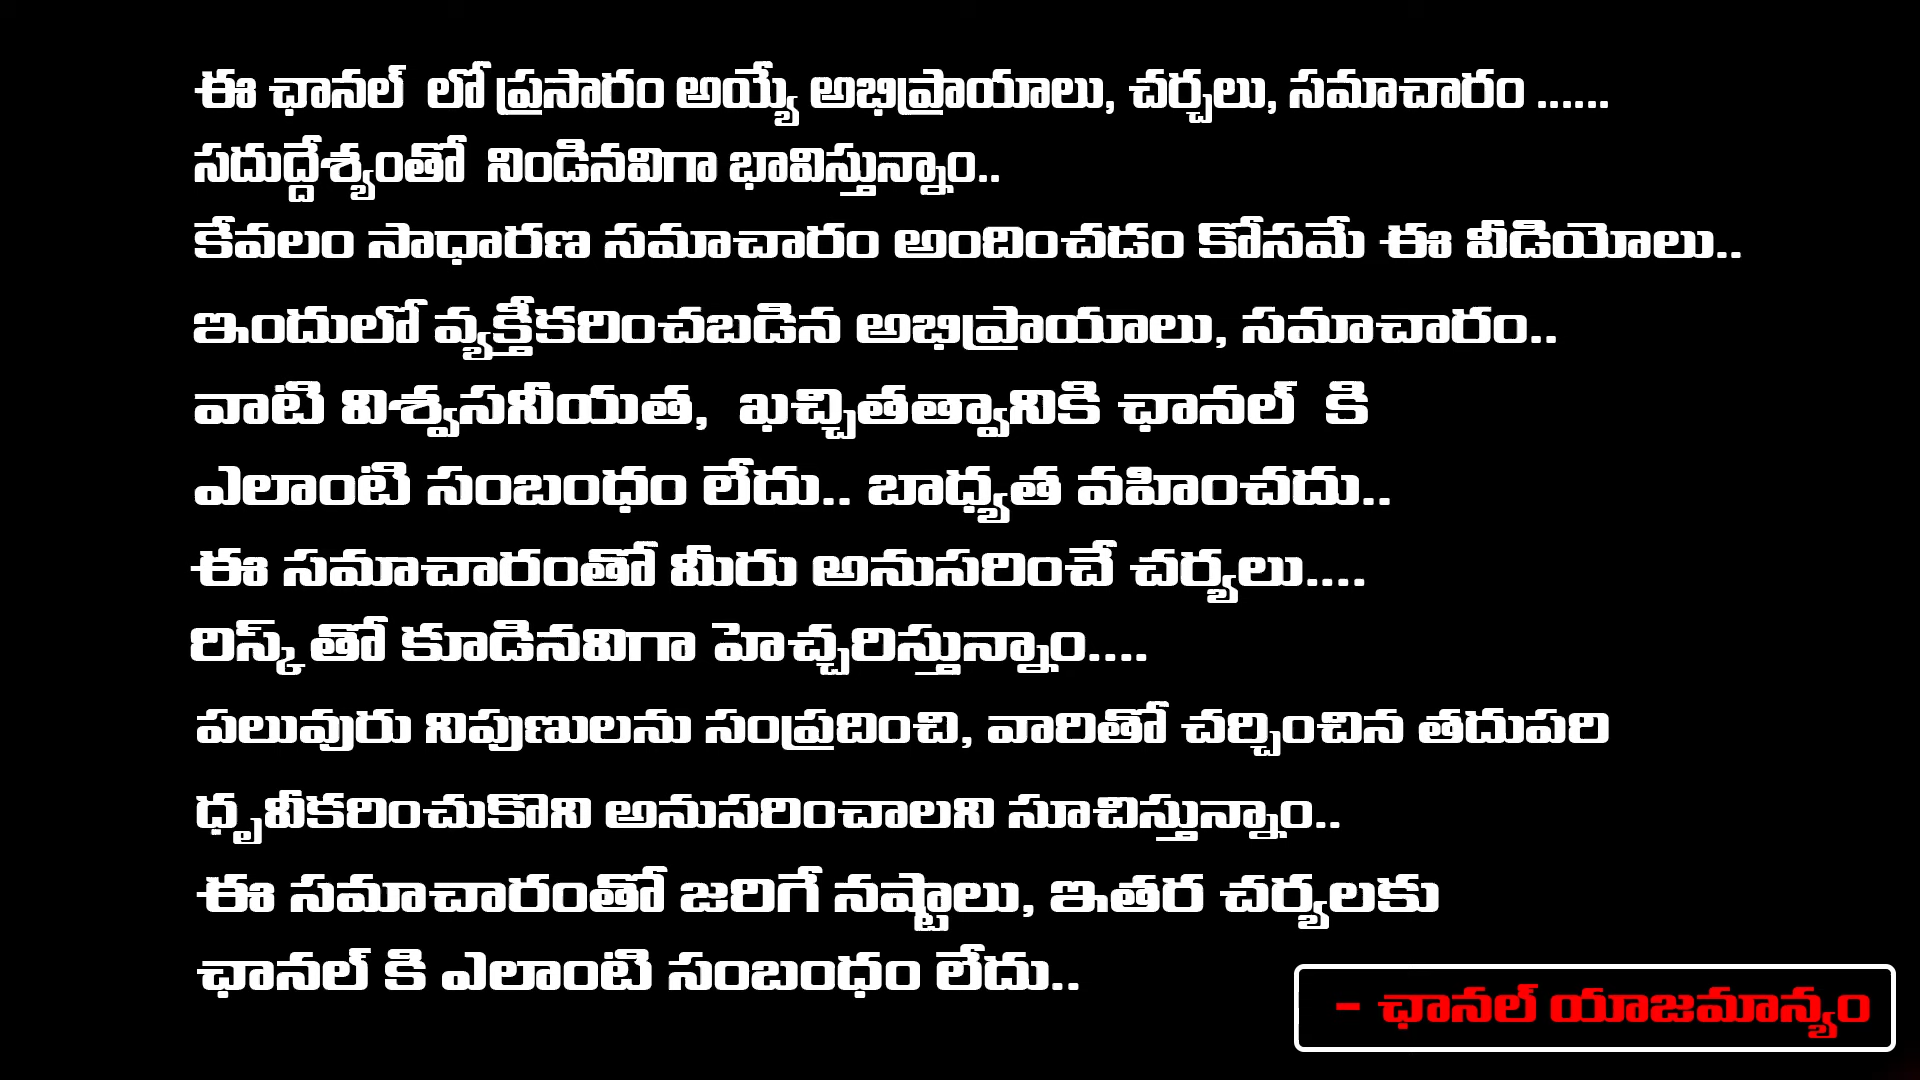 ఈ ఛానల్ లో ప్రసారం అయ్యే అభిప్రాయాలు, చర్చలు, సమాచారం ......
సదుద్దేశ్యంతో నిండినవిగా భావిస్తున్నాం..
కేవలం సాధారణ సమాచారం అందించడం కోసమే ఈ వీడియోలు..
ఇందులో వ్యక్తీకరించబడిన అభిప్రాయాలు, సమాచారం..
వాటి విశ్వసనీయత, ఖచ్చితత్వానికి ఛానల్ కి
ఎలాంటి సంబంధం లేదు.. బాధ్యత వహించదు..
ఈ సమాచారంతో మీరు అనుసరించే చర్యలు....
రిస్క్ తో కూడినవిగా హెచ్చరిస్తున్నాం....
పలువురు నిపుణులను సంప్రదించి, వారితో చర్చించిన తదుపరి
ధృవీకరించుకొని అనుసరించాలని సూచిస్తున్నాం..
ఈ సమాచారంతో జరిగే నష్టాలు, ఇతర చర్యలకు
ఛానల్ కి ఎలాంటి సంబంధం లేదు..
- ఛానల్ యాజమాన్యం